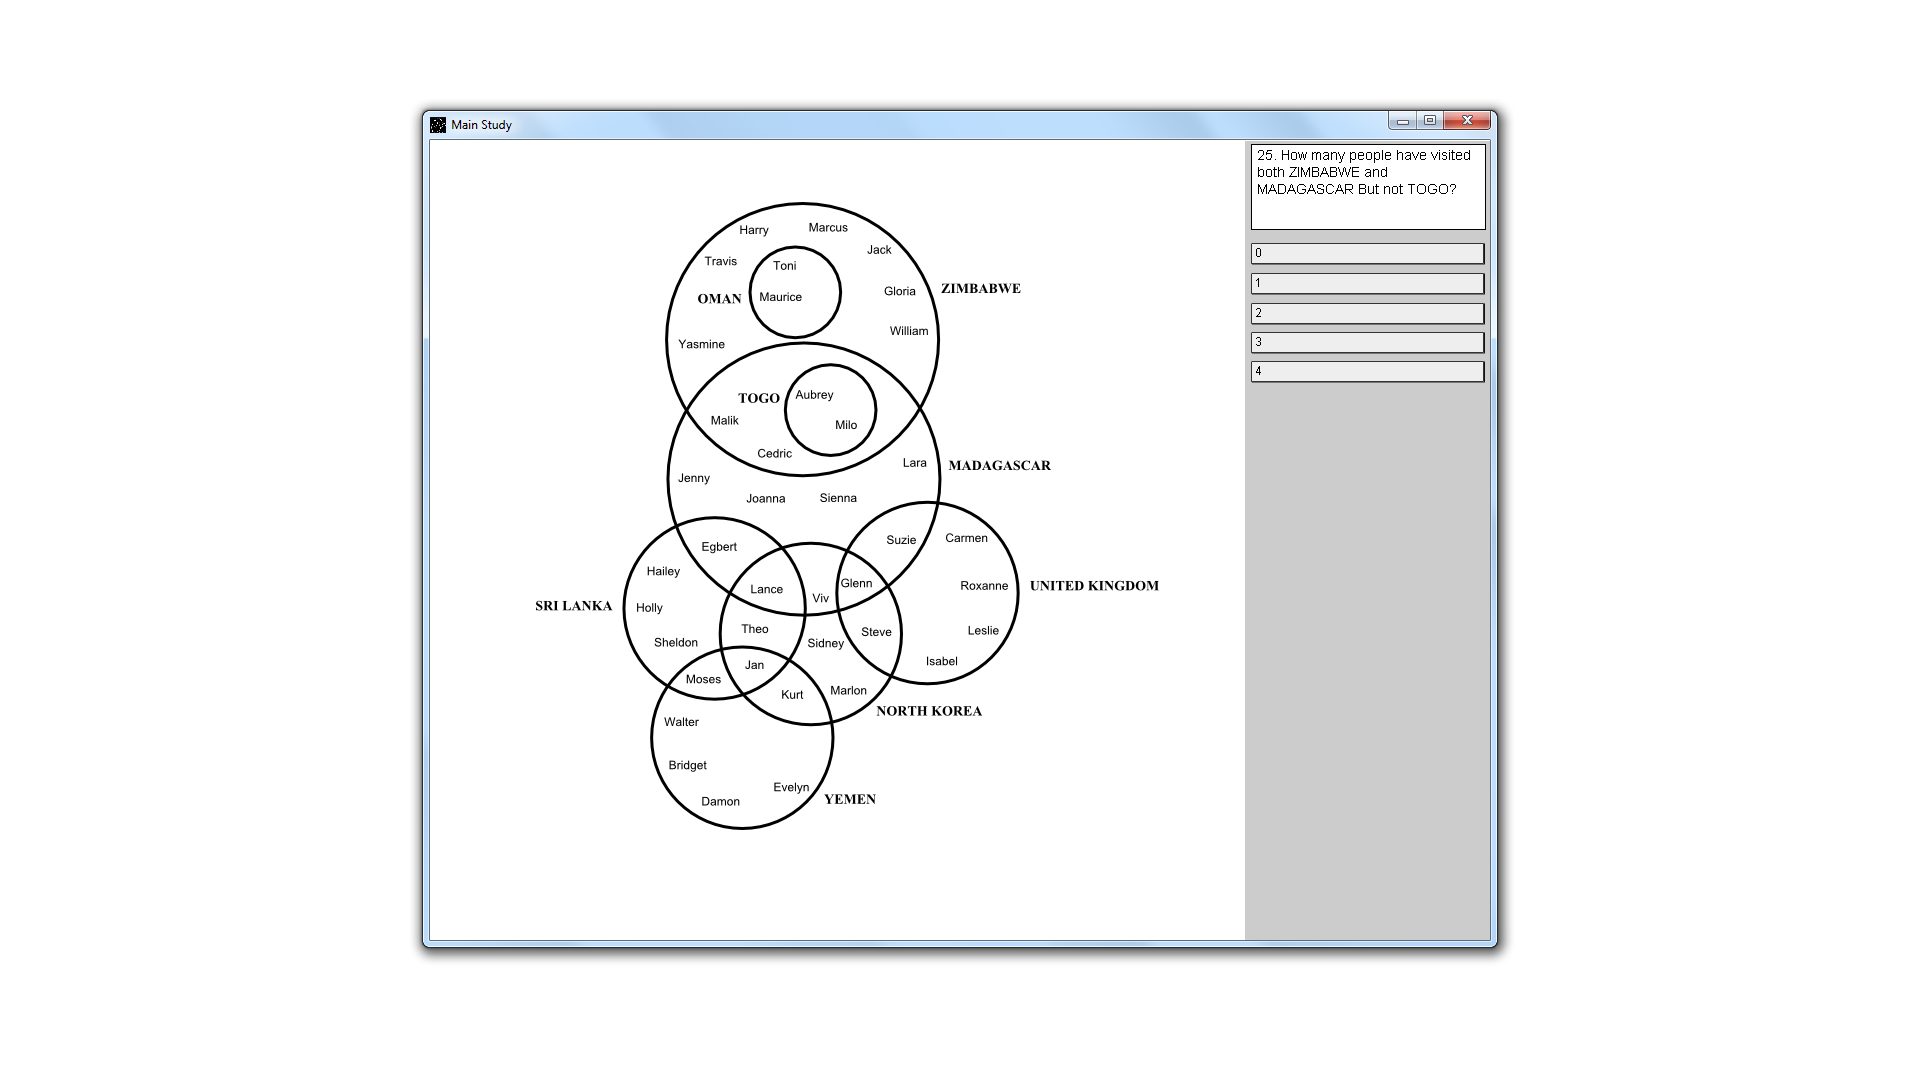 Main Study
25. How many people have visited
both ZIMBABWE and
MADAGASCAR But not TOGO?
0
1
2
3
4
Harry
Marcus
Jack
Travis
Toni
OMAN
Maurice
Gloria
ZIMBABWE
William
Yasmine
TOGO
Aubrey
Malik
Milo
Cedric
Lara
MADAGASCAR
Jenny
Joanna
Sienna
Egbert
Suzie
Carmen
Hailey
Lance
Glenn
Roxanne
UNITED KINGDOM
Viv
SRI LANKA
Holly
Theo
Steve
Leslie
Sheldon
Sidney
Isabel
Jan
Moses
Kurt
Marlon
NORTH KOREA
Walter
Bridget
Evelyn
Damon
YEMEN